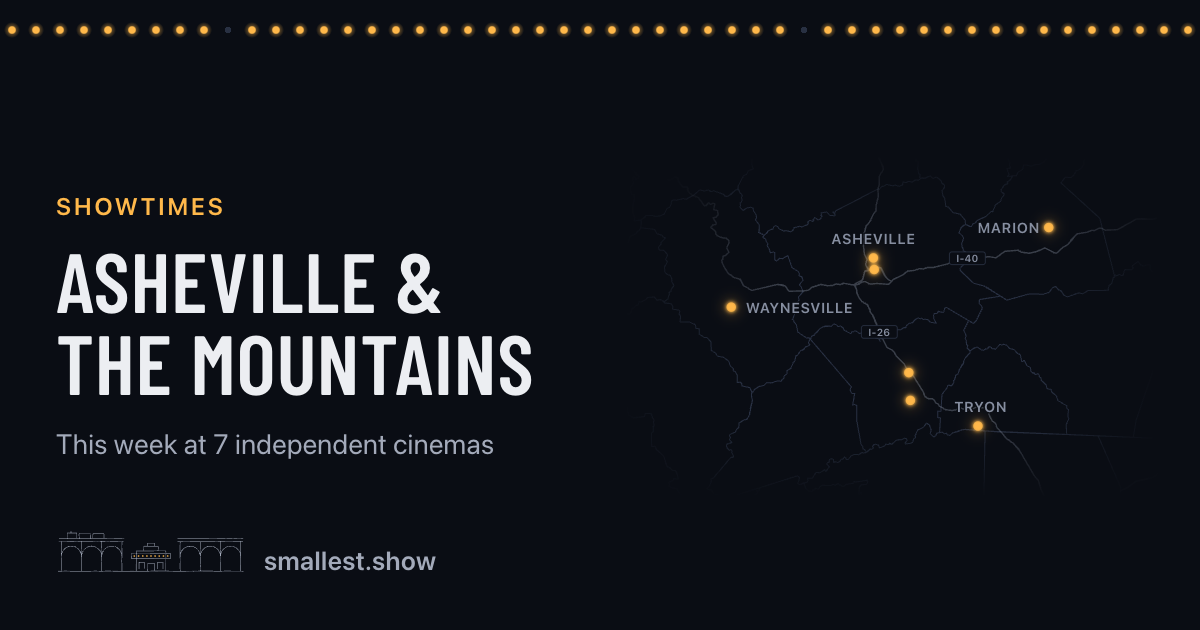 SHOWTIMES
ASHEVILLE &
THE MOUNTAINS
This week at 7 independent cinemas
smallest.show
MARION
ASHEVILLE
I-40
WAYNESVILLE
I-26
TRYON